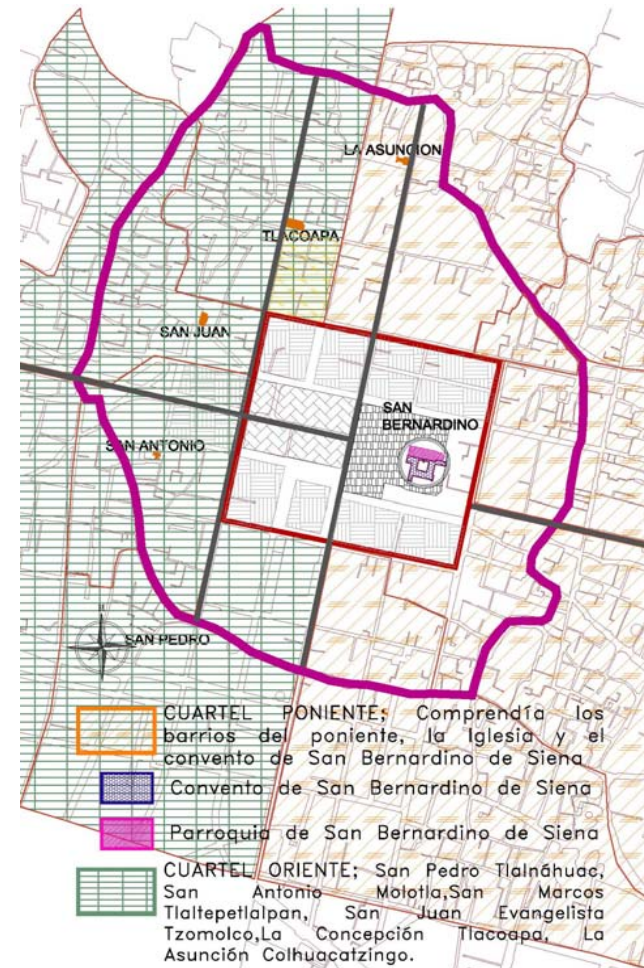 LA ASUNCION
TLACOAPA
SAN JUAN
SAN
BERNARDINO
SAN ANTONIO
SAN PEDRO
CUARTEL PONIENTE; Comprendía los
barrios del poniente, la Iglesia y el
convento de San Bernardino de Siena
Convento de San Bernardino de Siena
Parroquia de San Bernardino de Siena
CUARTEL ORIENTE; San Pedro Tlalnáhuac,
San Antonio Molotla,San Marcos
Tlaltepetlalpan, San Juan Evangelista
Tzomolco,La Concepción Tlacoapa, La
Asunción Colhuacatzingo.